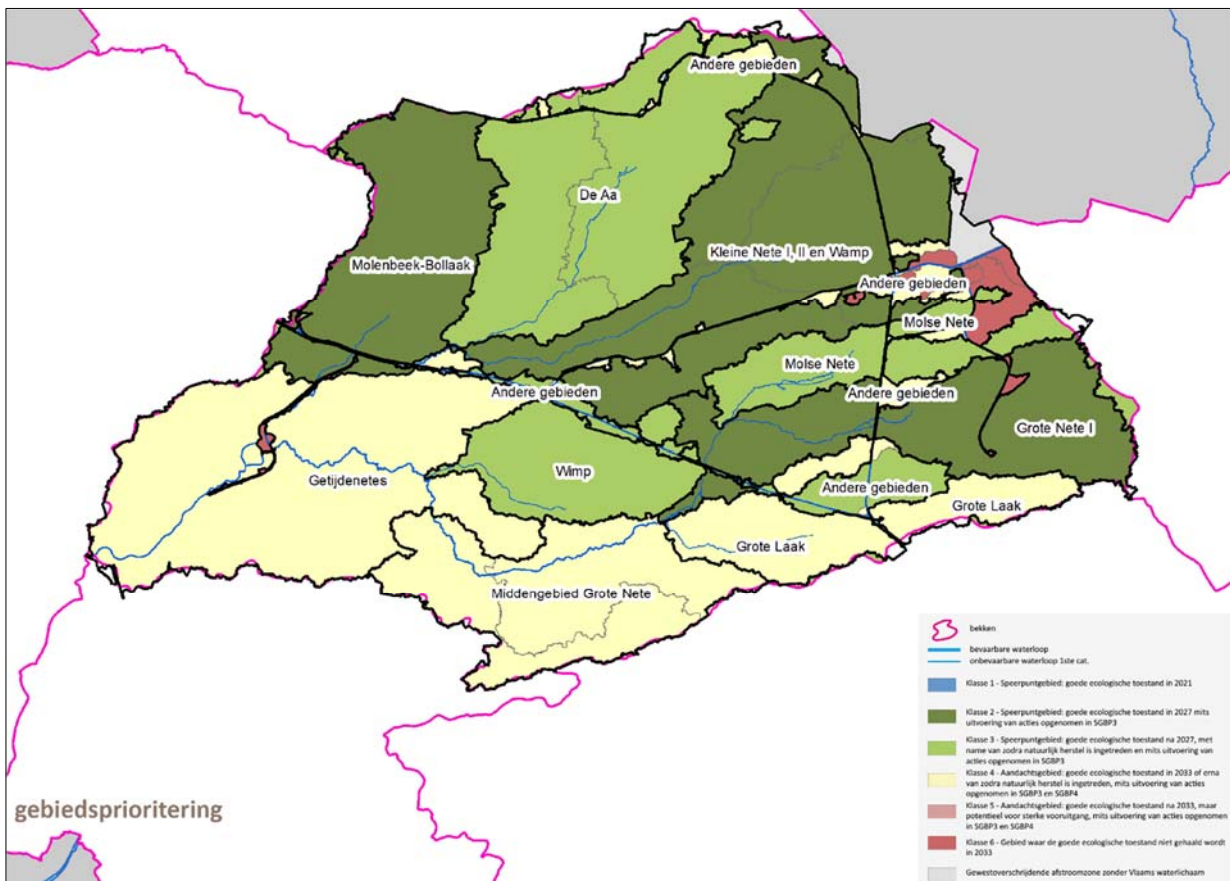 Andere gebieden
De Aa
Molenbeek-Bollaak
Kleine Nete I, II en Wamp
Andere gebieden
Molse Nete
Molse Nete
Andere gebieden
Andere gebieden
Grote Nete I
Wimp
Getijdenetes
Andere gebieden
Grote Laak
Grote Laak
Middengebied Grote Nete
gebiedsprioritering
bekken
bevaarbare waterloop
onbevaarbare waterloop 1ste cat.
Klasse 1 - Speerpuntgebied: goede ecologische toestand in 2021
Klasse 2 - Speerpuntgebied: goede ecologische toestand in 2027 mits
uitvoering van acties opgenomen in SGBP3
Klasse 3 - Speerpuntgebied: goede ecologische toestand na 2027, met
name van zodra natuurlijk herstel is ingetreden en mits uitvoering van
acties opgenomen in SGBP3
Klasse 4 - Aandachtsgebied: goede ecologische toestand in 2033 of erna
van zodra natuurlijk herstel is ingetreden, mits uitvoering van acties
opgenomen in SGBP3 en SGBP4
Klasse 5 - Aandachtsgebied: goede ecologische toestand na 2033, maar
potentieel voor sterke vooruitgang, mits uitvoering van acties opgenomen
in SGBP3 en SGBP4
Klasse 6 - Gebied waar de goede ecologische toestand niet gehaald wordt
in 2033
Gewestoverschrijdende afstroomzone zonder Vlaams waterlichaam